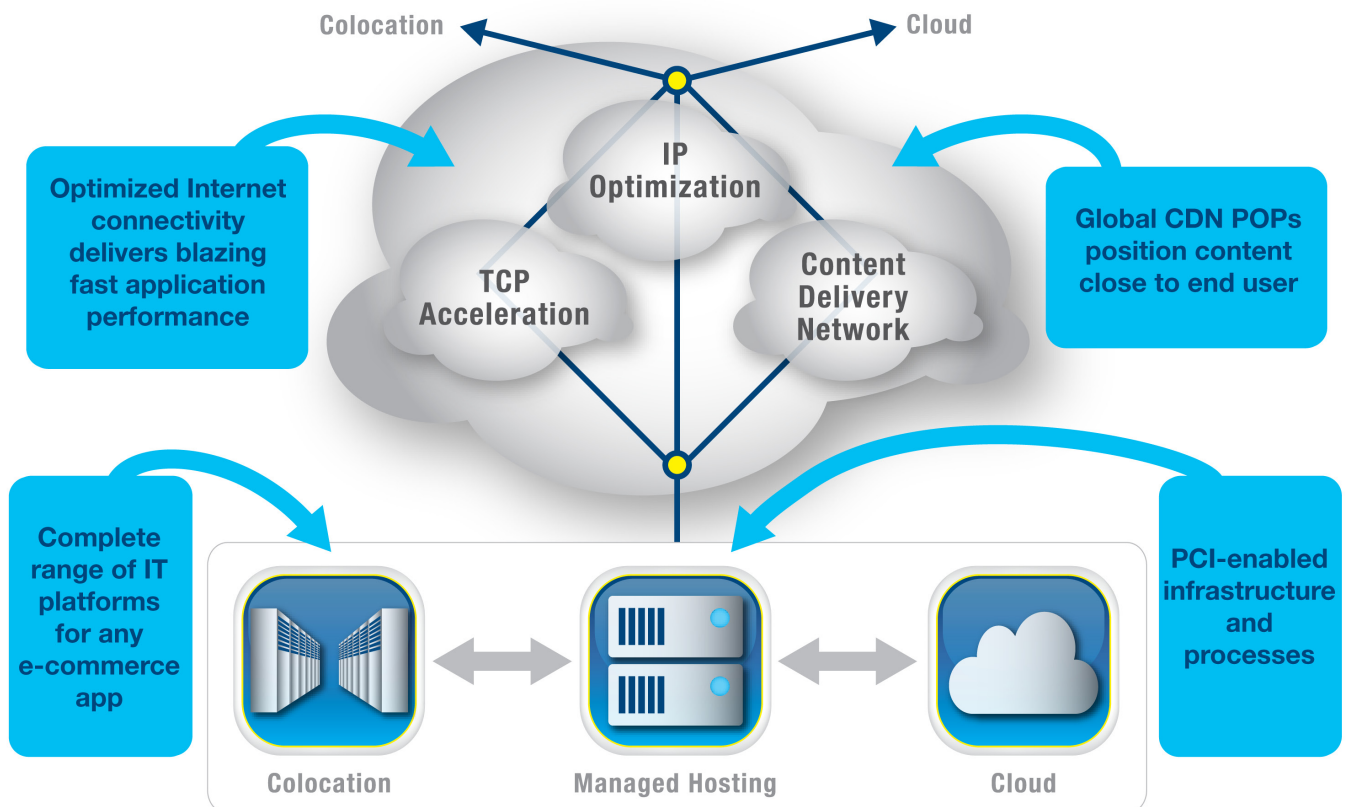 Colocation
Cloud
Optimized Internet
connectivity
delivers blazing
fast application
performance
IP
Optimization
TCP
Acceleration
Content
Delivery
Network
Global CDN POPs
position content
close to end user
Complete
range of IT
platforms
for any
e-commerce
app
PCI-enabled
infrastructure
and
processes
Colocation
Managed Hosting
Cloud